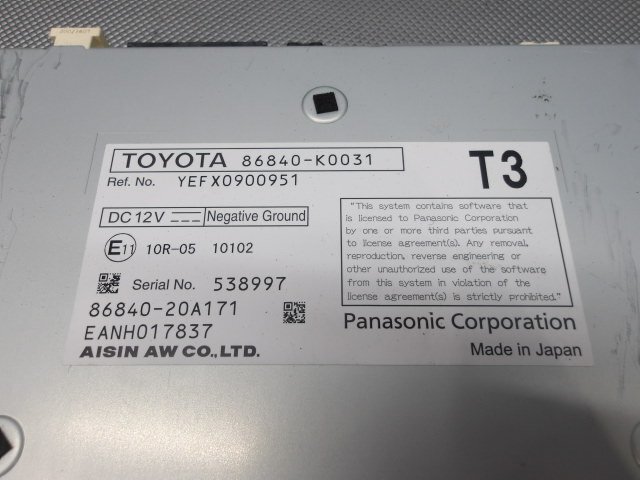 TOYOTA 86840-K0031
T3
Ref. No. YEFX0900951
DC 12V Negative Ground
E11 10R-05 10102
Serial No. 538997
86840-20A171
EANH017837
AISIN AW CO., LTD.
"This system contains software that
is licensed to Panasonic Corporation
by one or more third parties pursuant
to license agreement(s). Any removal,
reproduction, reverse engineering or
other unauthorized use of the software
from this system in violation of the
license agreement(s) is strictly prohibited."
Panasonic Corporation
Made in Japan